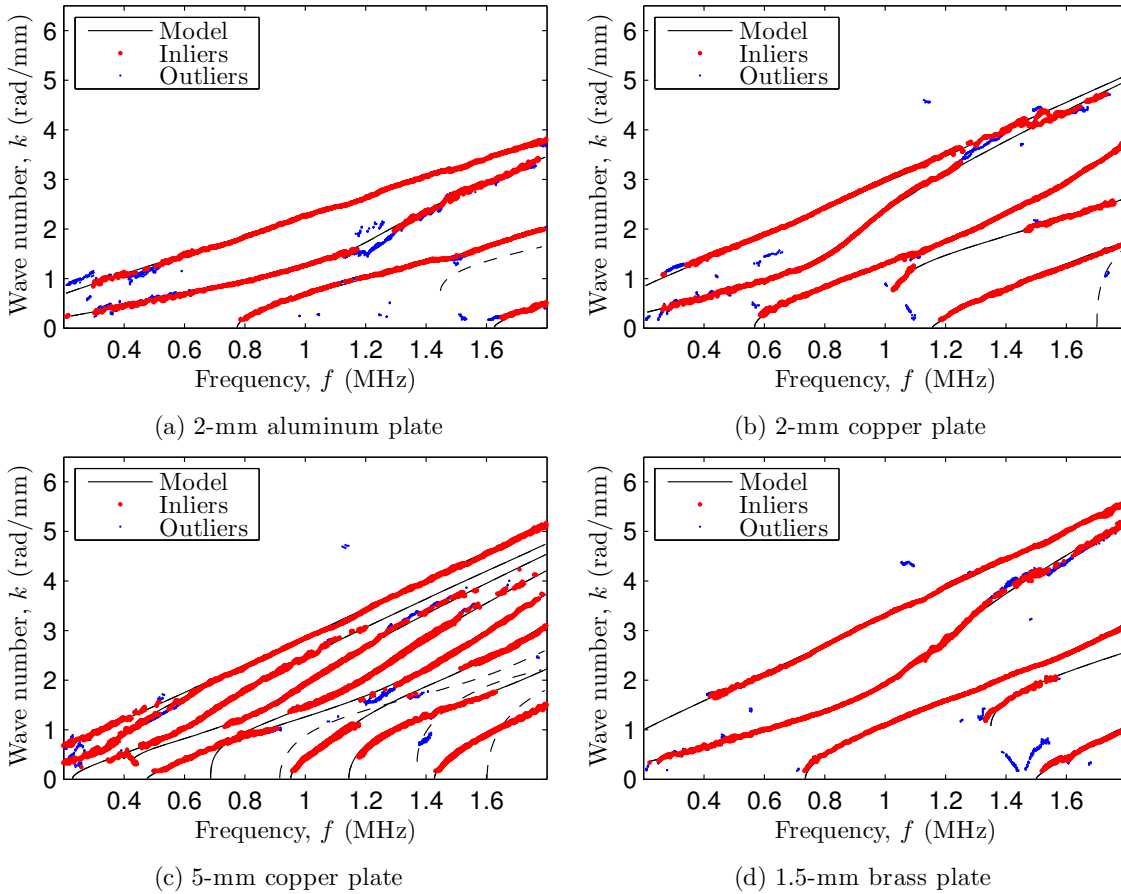 6
5
4
3
2
1
0
Wave number, k (rad/mm)
Model
Inliers
Outliers
0.4 0.6 0.8 1 1.2 1.4 1.6
Frequency, f (MHz)
(a) 2-mm aluminum plate
6
5
4
3
2
1
0
Wave number, k (rad/mm)
Model
Inliers
Outliers
0.4 0.6 0.8 1 1.2 1.4 1.6
Frequency, f (MHz)
(b) 2-mm copper plate
6
5
4
3
2
1
0
Wave number, k (rad/mm)
Model
Inliers
Outliers
0.4 0.6 0.8 1 1.2 1.4 1.6
Frequency, f (MHz)
(c) 5-mm copper plate
6
5
4
3
2
1
0
Wave number, k (rad/mm)
Model
Inliers
Outliers
0.4 0.6 0.8 1 1.2 1.4 1.6
Frequency, f (MHz)
(d) 1.5-mm brass plate